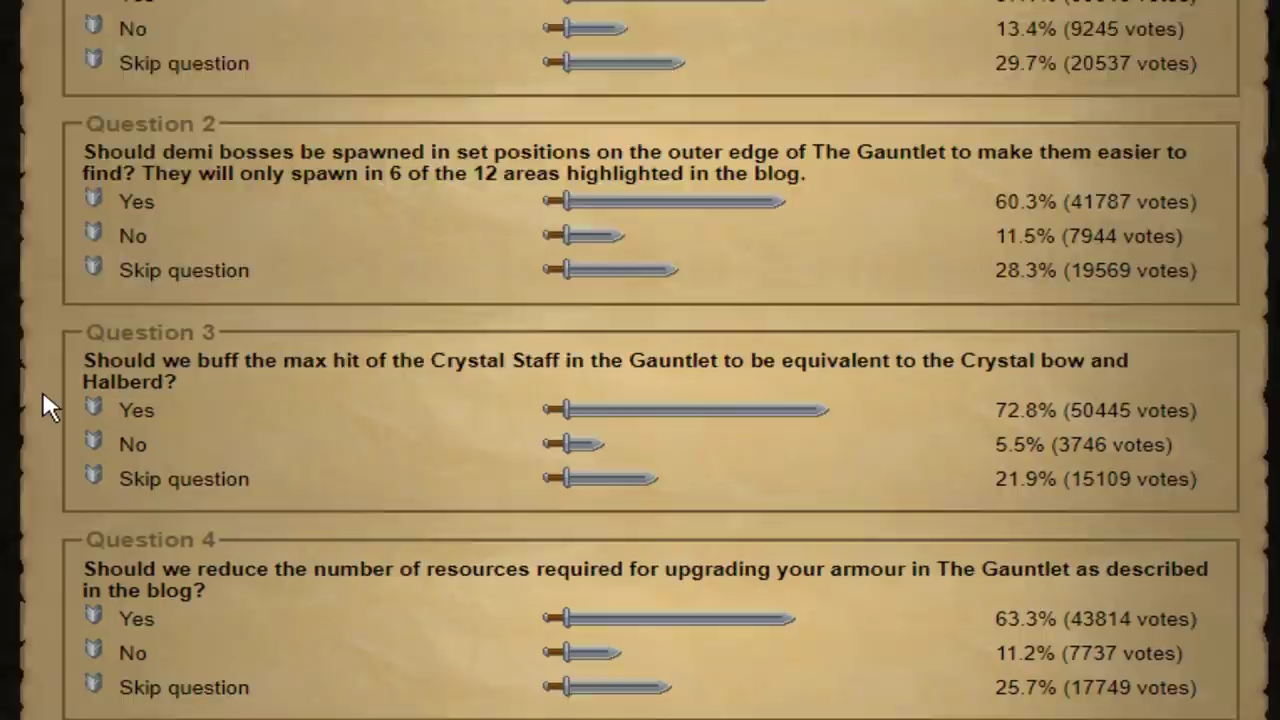 No 13.4% (9245 votes)
Skip question 29.7% (20537 votes)
Question 2
Should demi bosses be spawned in set positions on the outer edge of The Gauntlet to make them easier to
find? They will only spawn in 6 of the 12 areas highlighted in the blog.
Yes 60.3% (41787 votes)
No 11.5% (7944 votes)
Skip question 28.3% (19569 votes)
Question 3
Should we buff the max hit of the Crystal Staff in the Gauntlet to be equivalent to the Crystal bow and
Halberd?
Yes 72.8% (50445 votes)
No 5.5% (3746 votes)
Skip question 21.9% (15109 votes)
Question 4
Should we reduce the number of resources required for upgrading your armour in The Gauntlet as described
in the blog?
Yes 63.3% (43814 votes)
No 11.2% (7737 votes)
Skip question 25.7% (17749 votes)